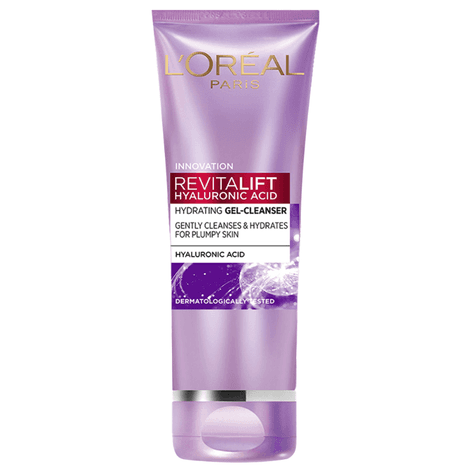 L'ORÉAL
PARIS
INNOVATION
REVITALIFT
HYALURONIC ACID
HYDRATING GEL-CLEANSER
GENTLY CLEANSES & HYDRATES
FOR PLUMPY SKIN
HYALURONIC ACID
DERMATOLOGICALLY TESTED